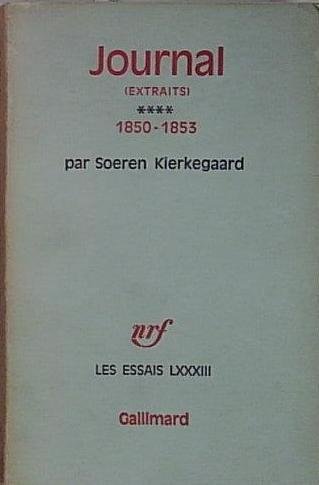 Journal
(EXTRAITS)
****
1850-1853
par Soeren Kierkegaard
nrf
LES ESSAIS LXXXIII
Gallimard